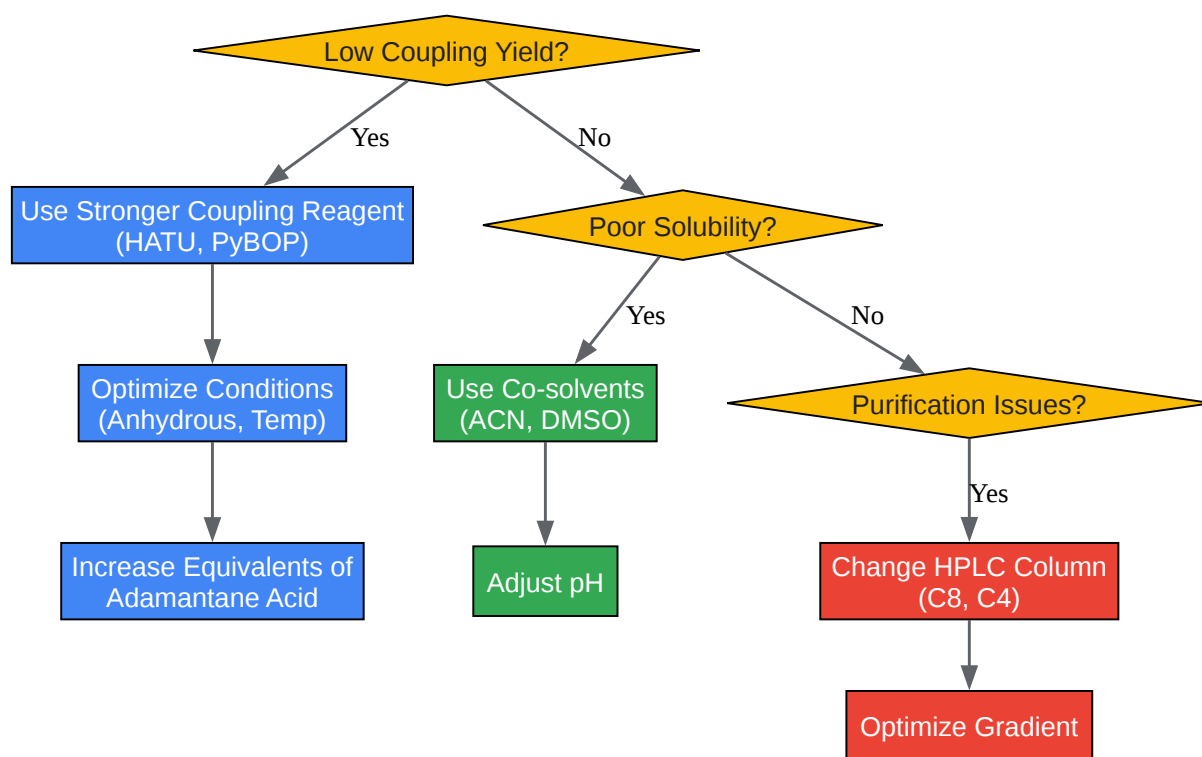 Low Coupling Yield?
Yes
No
Use Stronger Coupling Reagent
(HATU, PyBOP)
Poor Solubility?
Yes
No
Optimize Conditions
(Anhydrous, Temp)
Use Co-solvents
(ACN, DMSO)
Purification Issues?
Yes
Increase Equivalents of
Adamantane Acid
Adjust pH
Change HPLC Column
(C8, C4)
Optimize Gradient